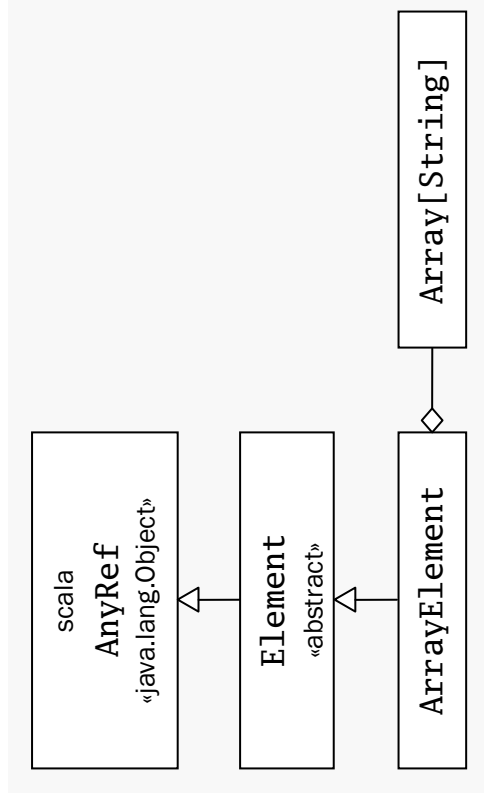 scala
AnyRef
«java.lang.Object»
Element
«abstract»
ArrayElement
Array[String]